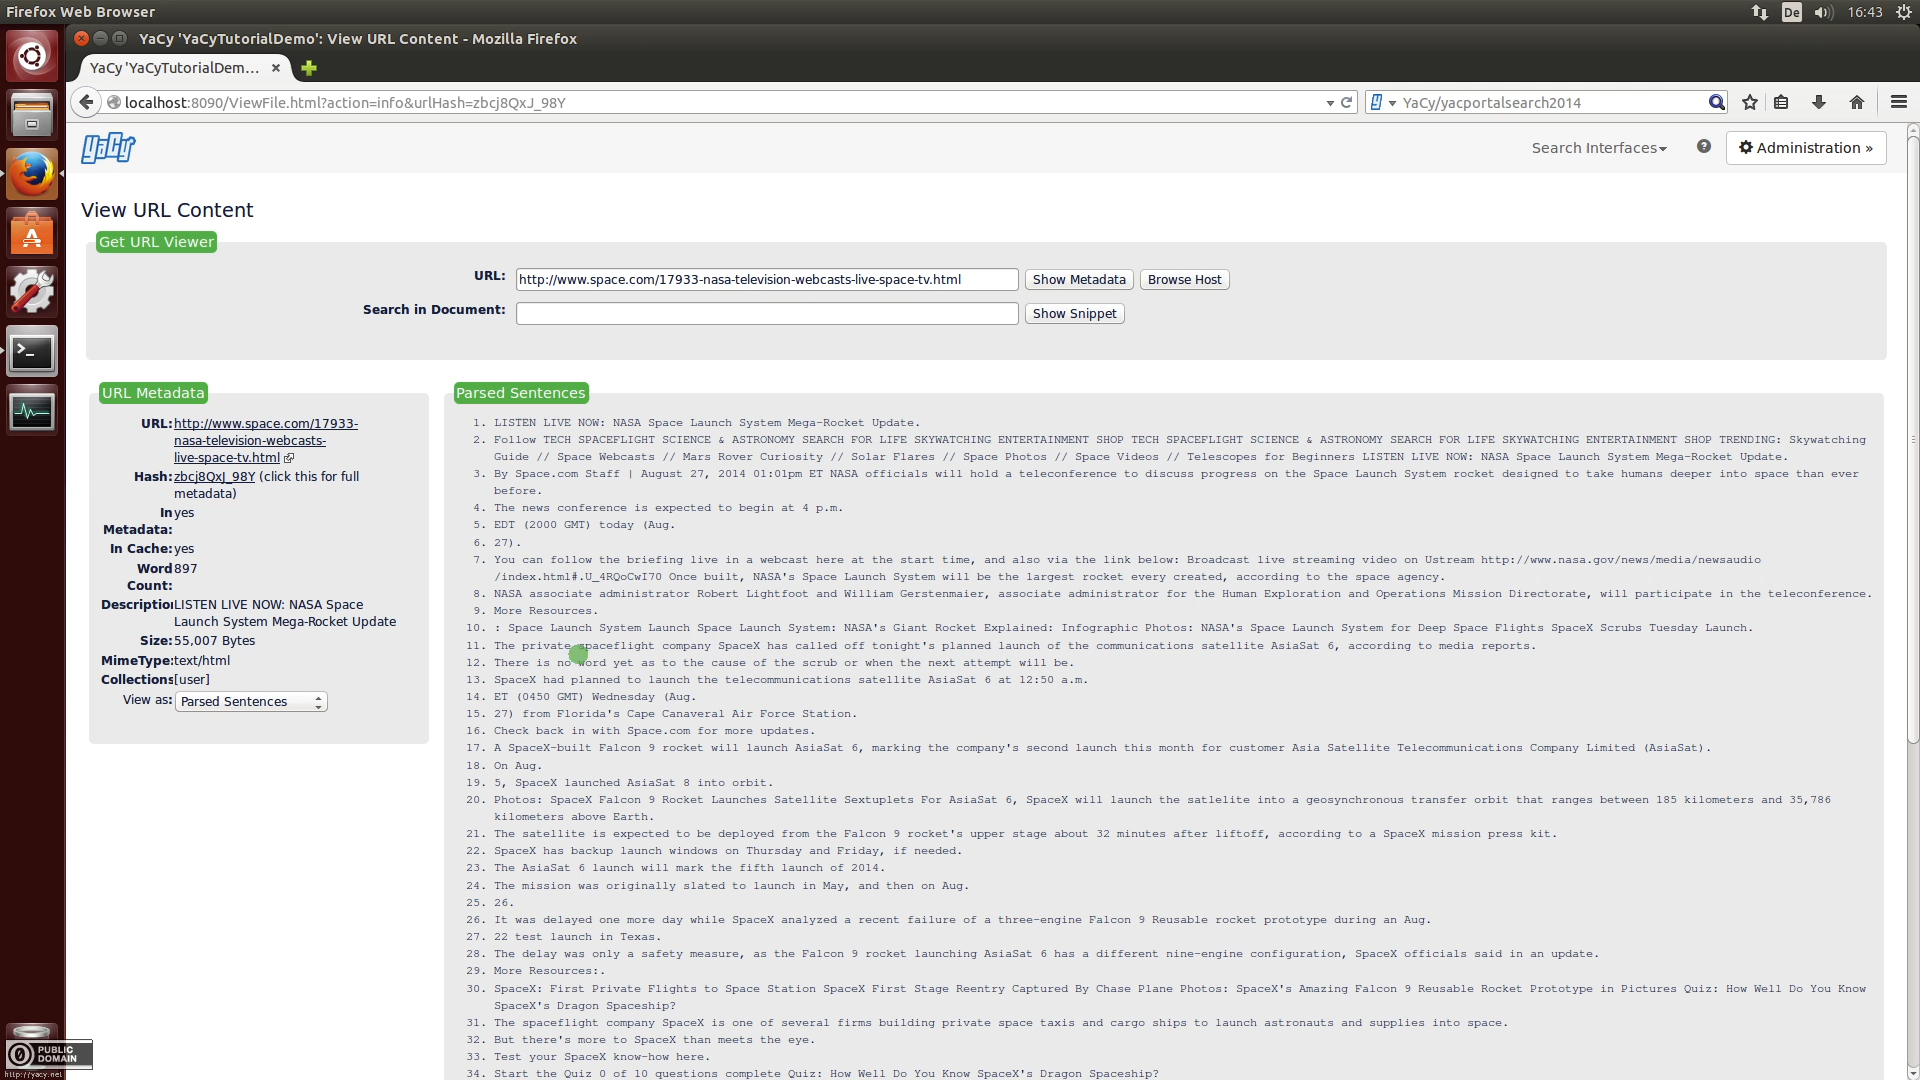 Firefox Web Browser
De
16:43
YaCy 'YaCyTutorialDemo': View URL Content - Mozilla Firefox
YaCy 'YaCyTutorialDem...
localhost:8090/ViewFile.html?action=info&urlHash=zbcj8QxJ_98Y
YaCy/yacportalsearch2014
YaCy
Search Interfaces
Administration »
View URL Content
Get URL Viewer
URL: http://www.space.com/17933-nasa-television-webcasts-live-space-tv.html Show Metadata Browse Host
Search in Document: Show Snippet
URL Metadata
URL: http://www.space.com/17933-
nasa-television-webcasts-
live-space-tv.html
Hash: zbcj8QxJ_98Y (click this for full
metadata)
In yes
Metadata:
In Cache: yes
Word 897
Count:
Description LISTEN LIVE NOW: NASA Space
Launch System Mega-Rocket Update
Size: 55,007 Bytes
MimeType: text/html
Collections [user]
View as: Parsed Sentences
Parsed Sentences
1. LISTEN LIVE NOW: NASA Space Launch System Mega-Rocket Update.
2. Follow TECH SPACEFLIGHT SCIENCE & ASTRONOMY SEARCH FOR LIFE SKYWATCHING ENTERTAINMENT SHOP TECH SPACEFLIGHT SCIENCE & ASTRONOMY SEARCH FOR LIFE SKYWATCHING ENTERTAINMENT SHOP TRENDING: Skywatching
Guide // Space Webcasts // Mars Rover Curiosity // Solar Flares // Space Photos // Space Videos // Telescopes for Beginners LISTEN LIVE NOW: NASA Space Launch System Mega-Rocket Update.
3. By Space.com Staff | August 27, 2014 01:01pm ET NASA officials will hold a teleconference to discuss progress on the Space Launch System rocket designed to take humans deeper into space than ever
before.
4. The news conference is expected to begin at 4 p.m.
5. EDT (2000 GMT) today (Aug.
6. 27).
7. You can follow the briefing live in a webcast here at the start time, and also via the link below: Broadcast live streaming video on Ustream http://www.nasa.gov/news/media/newsaudio
/index.html#.U_4RQoCwI70 Once built, NASA's Space Launch System will be the largest rocket every created, according to the space agency.
8. NASA associate administrator Robert Lightfoot and William Gerstenmaier, associate administrator for the Human Exploration and Operations Mission Directorate, will participate in the teleconference.
9. More Resources.
10. : Space Launch System Launch Space Launch System: NASA's Giant Rocket Explained: Infographic Photos: NASA's Space Launch System for Deep Space Flights SpaceX Scrubs Tuesday Launch.
11. The private spaceflight company SpaceX has called off tonight's planned launch of the communications satellite AsiaSat 6, according to media reports.
12. There is no word yet as to the cause of the scrub or when the next attempt will be.
13. SpaceX had planned to launch the telecommunications satellite AsiaSat 6 at 12:50 a.m.
14. ET (0450 GMT) Wednesday (Aug.
15. 27) from Florida's Cape Canaveral Air Force Station.
16. Check back in with Space.com for more updates.
17. A SpaceX-built Falcon 9 rocket will launch AsiaSat 6, marking the company's second launch this month for customer Asia Satellite Telecommunications Company Limited (AsiaSat).
18. On Aug.
19. 5, SpaceX launched AsiaSat 8 into orbit.
20. Photos: SpaceX Falcon 9 Rocket Launches Satellite Sextuplets For AsiaSat 6, SpaceX will launch the satlelite into a geosynchronous transfer orbit that ranges between 185 kilometers and 35,786
kilometers above Earth.
21. The satellite is expected to be deployed from the Falcon 9 rocket's upper stage about 32 minutes after liftoff, according to a SpaceX mission press kit.
22. SpaceX has backup launch windows on Thursday and Friday, if needed.
23. The AsiaSat 6 launch will mark the fifth launch of 2014.
24. The mission was originally slated to launch in May, and then on Aug.
25. 26.
26. It was delayed one more day while SpaceX analyzed a recent failure of a three-engine Falcon 9 Reusable rocket prototype during an Aug.
27. 22 test launch in Texas.
28. The delay was only a safety measure, as the Falcon 9 rocket launching AsiaSat 6 has a different nine-engine configuration, SpaceX officials said in an update.
29. More Resources:.
30. SpaceX: First Private Flights to Space Station SpaceX First Stage Reentry Captured By Chase Plane Photos: SpaceX's Amazing Falcon 9 Reusable Rocket Prototype in Pictures Quiz: How Well Do You Know
SpaceX's Dragon Spaceship?
31. The spaceflight company SpaceX is one of several firms building private space taxis and cargo ships to launch astronauts and supplies into space.
32. But there's more to SpaceX than meets the eye.
33. Test your SpaceX know-how here.
34. Start the Quiz 0 of 10 questions complete Quiz: How Well Do You Know SpaceX's Dragon Spaceship?
PUBLIC
DOMAIN
http://yacy.net